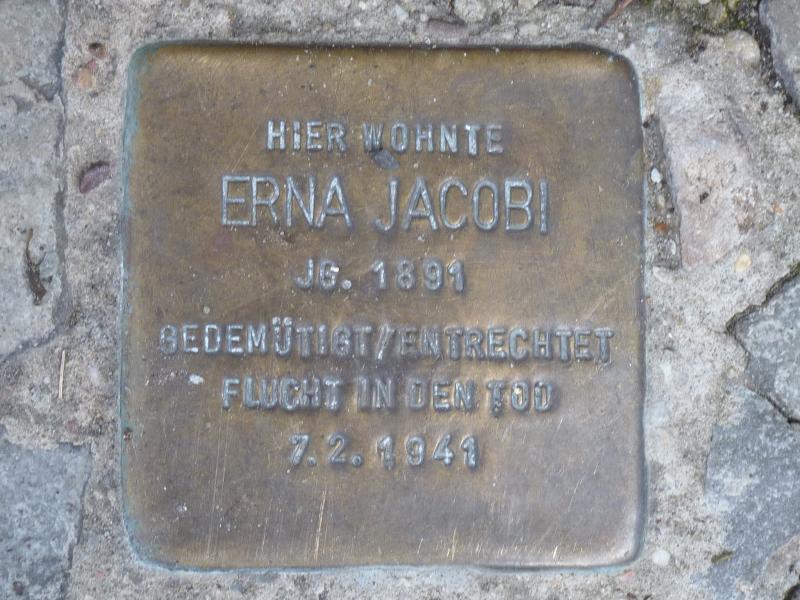 HIER WOHNTE
ERNA JACOBI
JG. 1891
GEDEMÜTIGT/ENTRECHTET
FLUCHT IN DEN TOD
7.2.1941